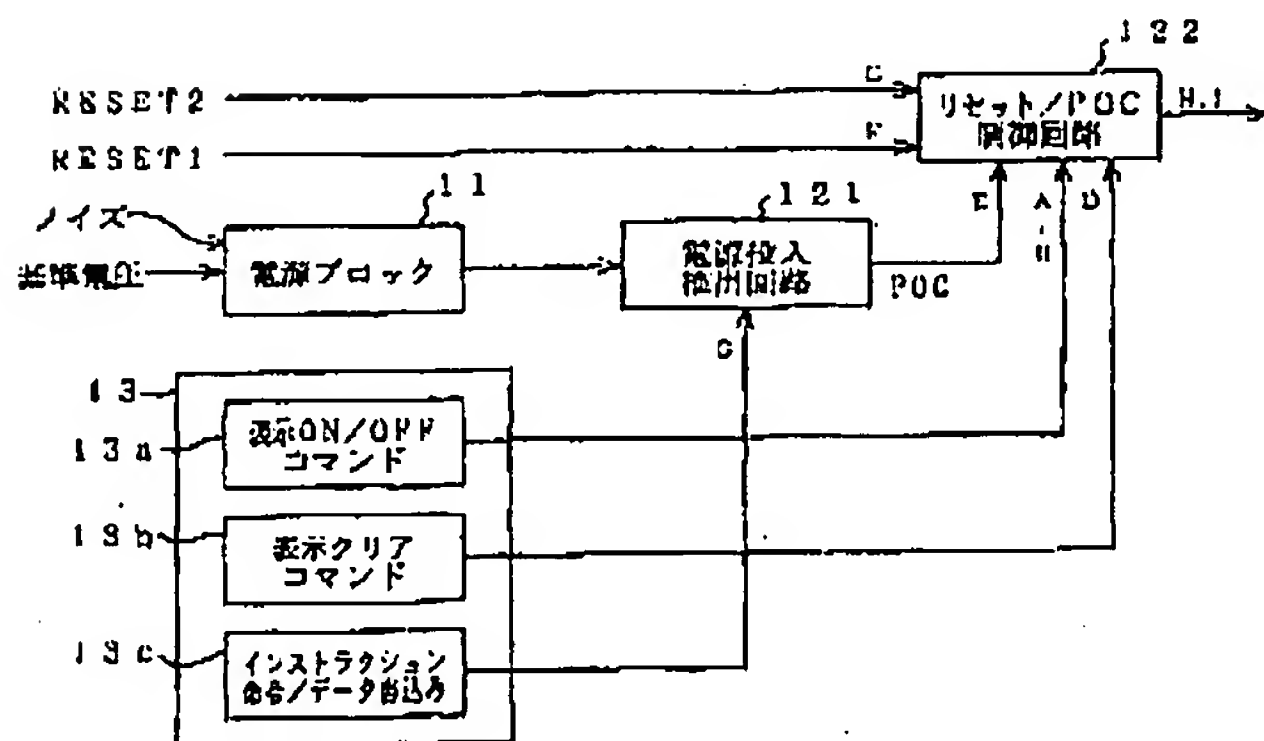 122
RESET2
リセット/POC
制御回路
H.I
RESET1
11
121
ノイズ
電源ブロック
電源投入
検出回路
POC
基準電圧
E
D
13
13a
表示ON/OFF
コマンド
13b
表示クリア
コマンド
13c
インストラクション
命令/データ書込み